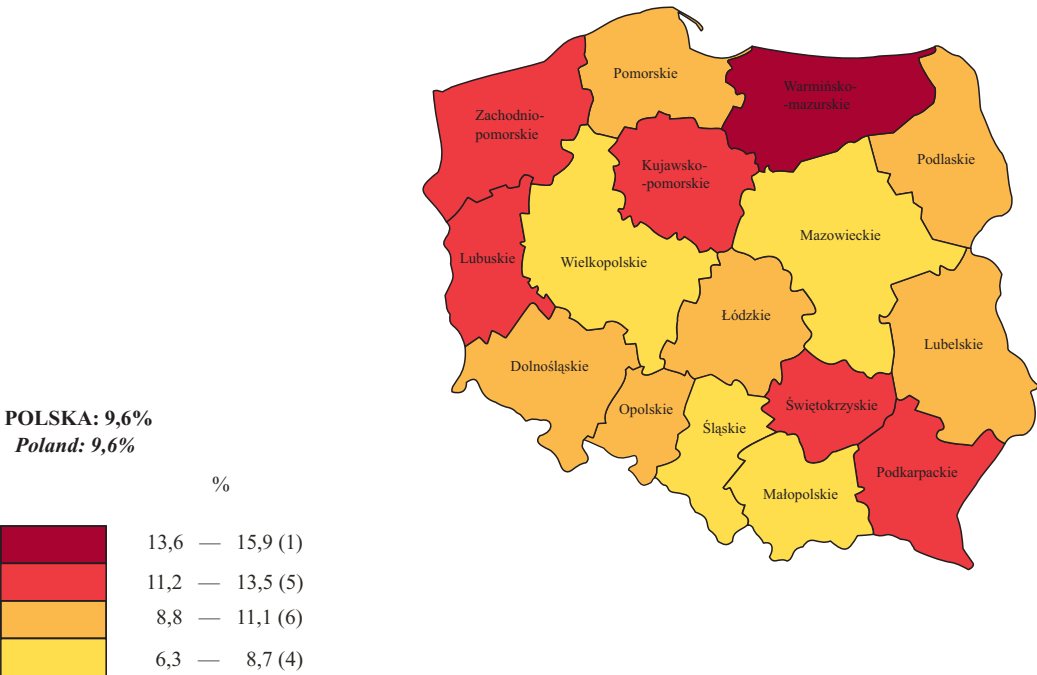 Pomorskie
Warmińsko-
-mazurskie
Zachodnio-
pomorskie
Podlaskie
Kujawsko-
-pomorskie
Mazowieckie
Lubuskie
Wielkopolskie
Łódzkie
Lubelskie
Dolnośląskie
Opolskie
Świętokrzyskie
Śląskie
Podkarpackie
Małopolskie
POLSKA: 9,6%
Poland: 9,6%
%
13,6 — 15,9 (1)
11,2 — 13,5 (5)
8,8 — 11,1 (6)
6,3 — 8,7 (4)